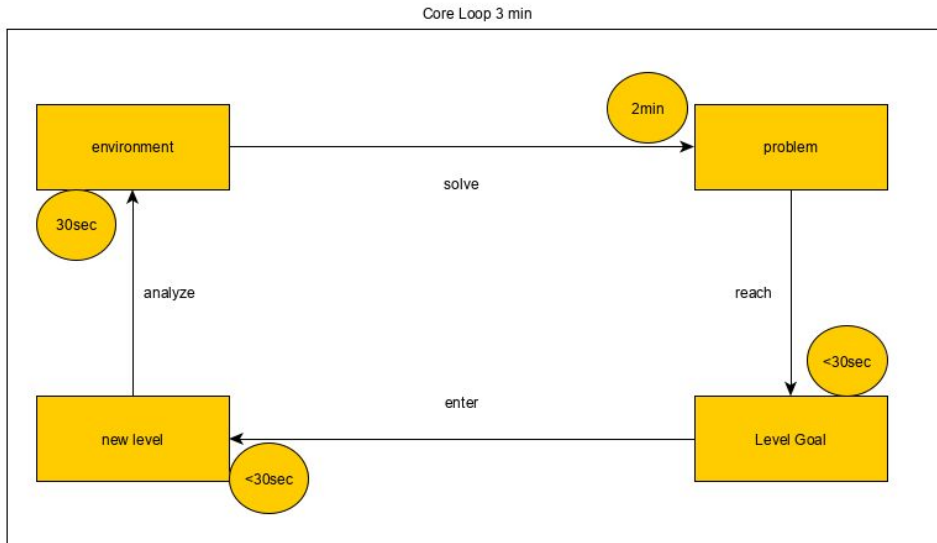 Core Loop 3 min
environment
2min
problem
solve
30sec
analyze
reach
<30sec
enter
new level
Level Goal
<30sec